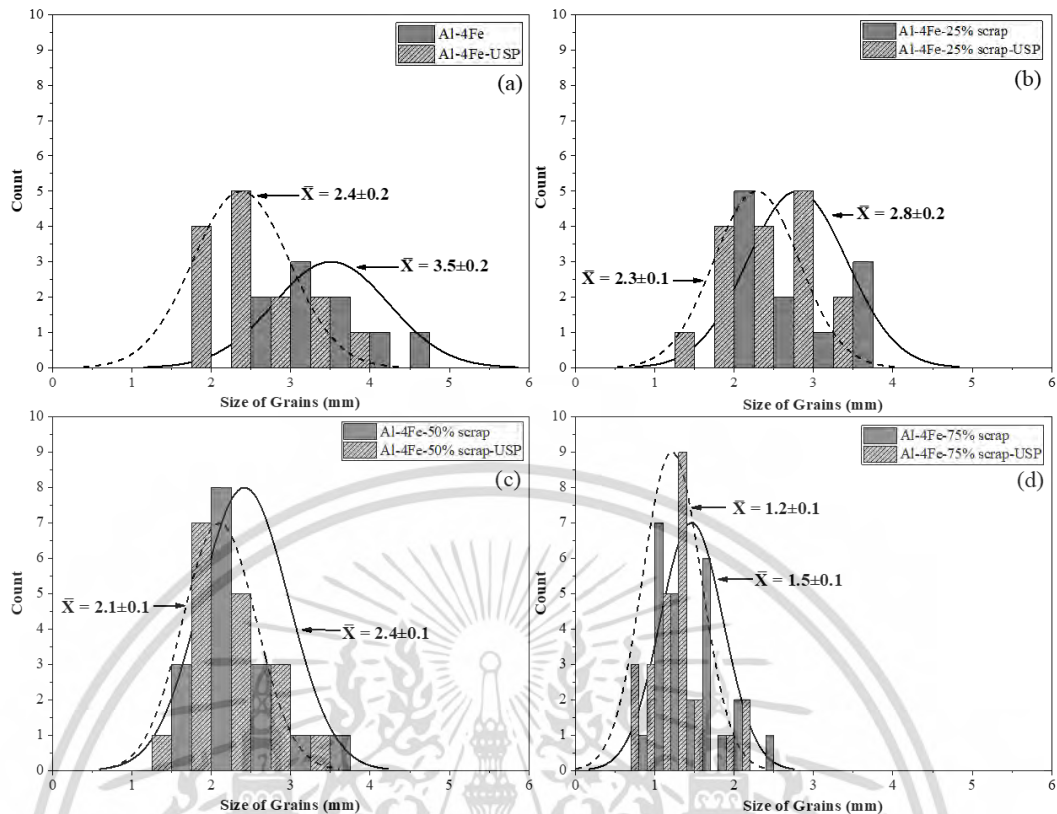 Al-4Fe
Al-4Fe-USP
(a)
10
9
8
7
6
5
4
3
2
1
0
Count
X̄ = 2.4±0.2
X̄ = 3.5±0.2
0 1 2 3 4 5 6
Size of Grains (mm)
Al-4Fe-25% scrap
Al-4Fe-25% scrap-USP
(b)
10
9
8
7
6
5
4
3
2
1
0
Count
X̄ = 2.8±0.2
X̄ = 2.3±0.1
0 1 2 3 4 5 6
Size of Grains (mm)
Al-4Fe-50% scrap
Al-4Fe-50% scrap-USP
(c)
10
9
8
7
6
5
4
3
2
1
0
Count
X̄ = 2.1±0.1
X̄ = 2.4±0.1
0 1 2 3 4 5 6
Size of Grains (mm)
Al-4Fe-75% scrap
Al-4Fe-75% scrap-USP
(d)
10
9
8
7
6
5
4
3
2
1
0
Count
X̄ = 1.2±0.1
X̄ = 1.5±0.1
0 1 2 3 4 5 6
Size of Grains (mm)